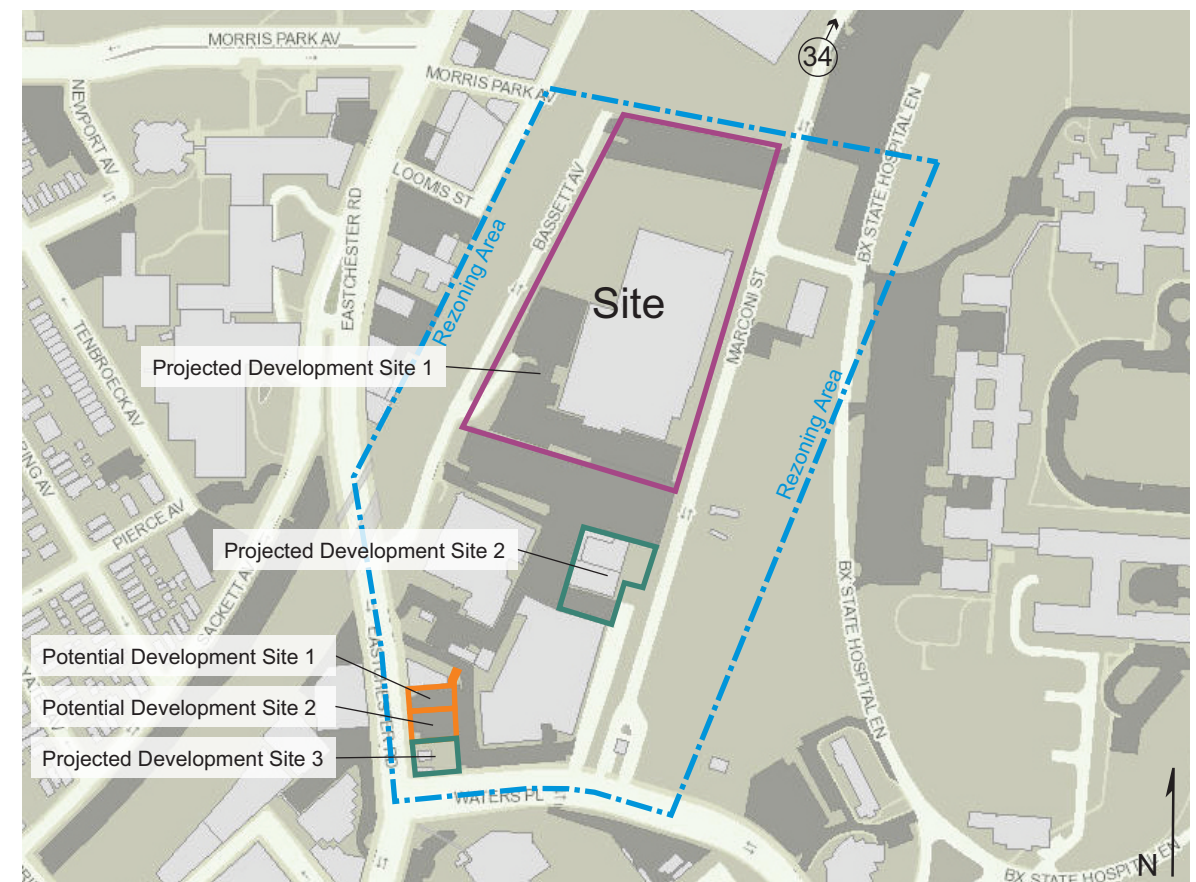 MORRIS PARK AV
34
MORRIS PARK AV
NEWPORT AV
BX STATE HOSPITAL EN
LOOMIS ST
BASSETT AV
EASTCHESTER RD
Rezoning Area
Site
MARCONI ST
TENBROECK AV
Projected Development Site 1
Rezoning Area
PIERCE AV
Projected Development Site 2
SACKETT AV
BX STATE HOSPITAL EN
EASTCHESTER RD
Potential Development Site 1
Potential Development Site 2
Projected Development Site 3
WATERS PL
BX STATE HOSPITAL EN
N